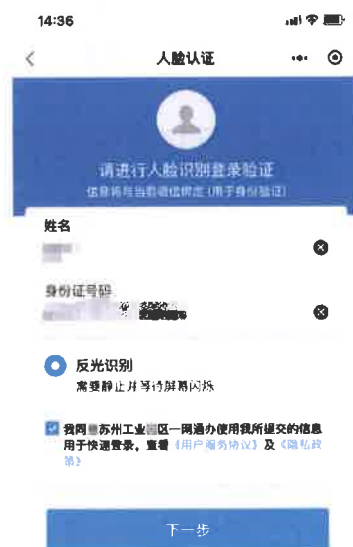 14:36
人脸认证
请进行人脸识别登录验证
信息将与当前微信绑定(用于身份验证)
姓名
身份证号码
反光识别
需要静止并等待屏幕闪烁
我同 苏州工业 区一网通办使用我所提交的信息
用于快速登录，查看《用户服务协议》及《隐私政
策》
下一步